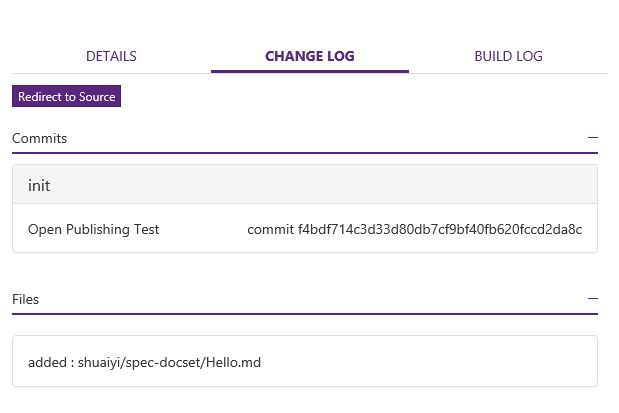 DETAILS CHANGE LOG BUILD LOG
Redirect to Source
Commits
init
Open Publishing Test commit f4bdf714c3d33d80db7cf9bf40fb620fccd2da8c
Files
added : shuaiyi/spec-docset/Hello.md